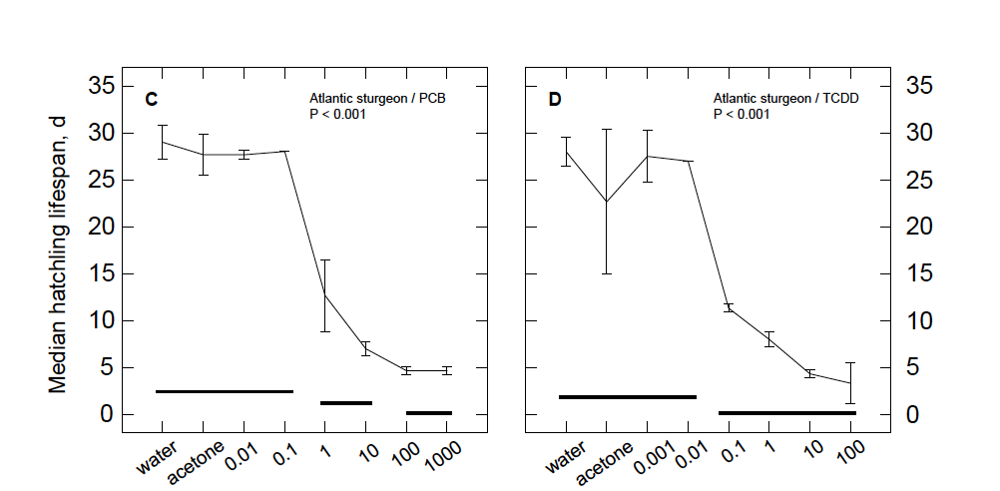 C
Atlantic sturgeon / PCB
P < 0.001
D
Atlantic sturgeon / TCDD
P < 0.001
Median hatchling lifespan, d
35
30
25
20
15
10
5
0
35
30
25
20
15
10
5
0
water acetone 0.01 0.1 1 10 100 1000
water acetone 0.001 0.01 0.1 1 10 100